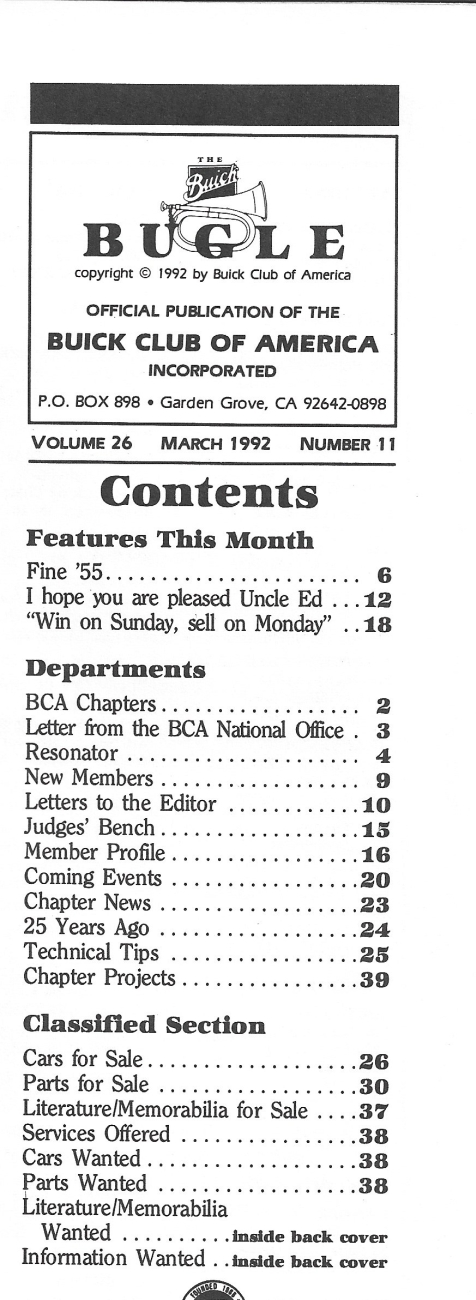 THE
Buick
BUGLE
copyright © 1992 by Buick Club of America
OFFICIAL PUBLICATION OF THE
BUICK CLUB OF AMERICA
INCORPORATED
P.O. BOX 898 • Garden Grove, CA 92642-0898
VOLUME 26 MARCH 1992 NUMBER 11
Contents
Features This Month
Fine '55........................ 6
I hope you are pleased Uncle Ed ...12
“Win on Sunday, sell on Monday” ..18
Departments
BCA Chapters.................. 2
Letter from the BCA National Office . 3
Resonator ..................... 4
New Members .................. 9
Letters to the Editor ............10
Judges' Bench..................15
Member Profile.................16
Coming Events .................20
Chapter News ..................23
25 Years Ago ..................24
Technical Tips .................25
Chapter Projects................39
Classified Section
Cars for Sale...................26
Parts for Sale ..................30
Literature/Memorabilia for Sale ....37
Services Offered ................38
Cars Wanted...................38
Parts Wanted ..................38
Literature/Memorabilia
Wanted ..........inside back cover
Information Wanted ..inside back cover
FOUNDED